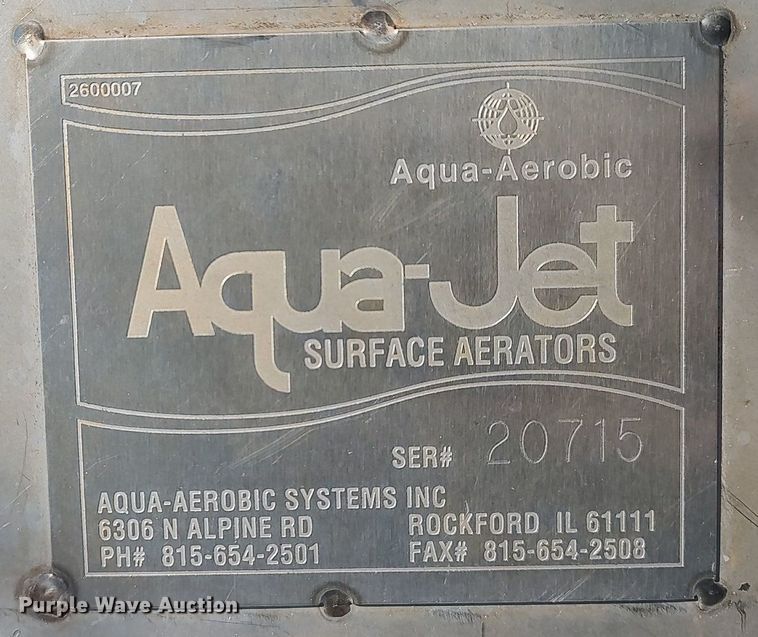 2600007
Aqua-Aerobic
Aqua-Jet
SURFACE AERATORS
SER# 20715
AQUA-AEROBIC SYSTEMS INC
6306 N ALPINE RD ROCKFORD IL 61111
PH# 815-654-2501 FAX# 815-654-2508
Purple Wave Auction